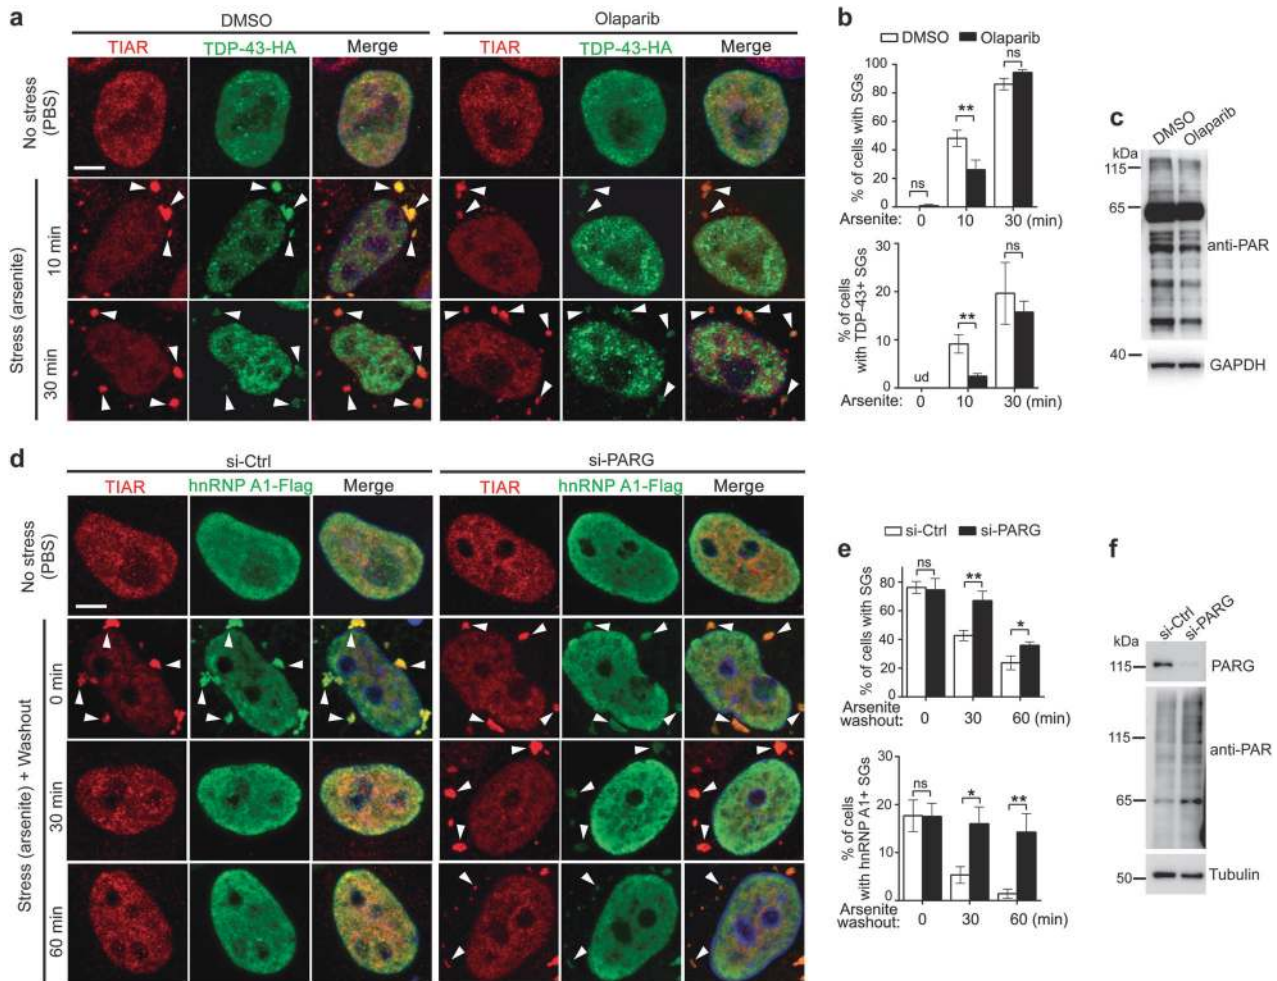 a
DMSO
Olaparib
TIAR
TDP-43-HA
Merge
TIAR
TDP-43-HA
Merge
No stress
(PBS)
Stress (arsenite)
10 min
30 min
b
DMSO
Olaparib
% of cells with SGs
100
80
60
40
20
0
ns
**
ns
Arsenite: 0 10 30 (min)
% of cells
with TDP-43+ SGs
30
20
10
0
ud
**
ns
Arsenite: 0 10 30 (min)
c
DMSO
Olaparib
kDa
115
65
40
anti-PAR
GAPDH
d
si-Ctrl
si-PARG
TIAR
hnRNP A1-Flag
Merge
TIAR
hnRNP A1-Flag
Merge
No stress
(PBS)
Stress (arsenite) + Washout
0 min
30 min
60 min
e
si-Ctrl
si-PARG
% of cells with SGs
80
60
40
20
0
ns
**
*
Arsenite
washout: 0 30 60 (min)
% of cells
with hnRNP A1+ SGs
30
20
10
0
ns
*
**
Arsenite
washout: 0 30 60 (min)
f
si-Ctrl
si-PARG
kDa
115
PARG
115
65
anti-PAR
50
Tubulin